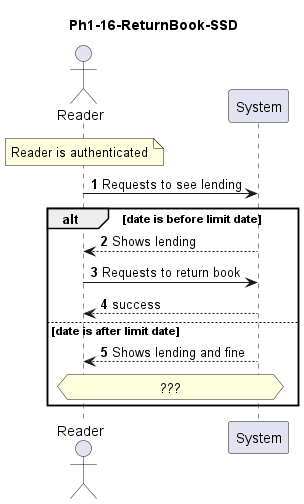 Ph1-16-ReturnBook-SSD
Reader
System
Reader is authenticated
1 Requests to see lending
alt [date is before limit date]
2 Shows lending
3 Requests to return book
4 success
[date is after limit date]
5 Shows lending and fine
???
Reader
System